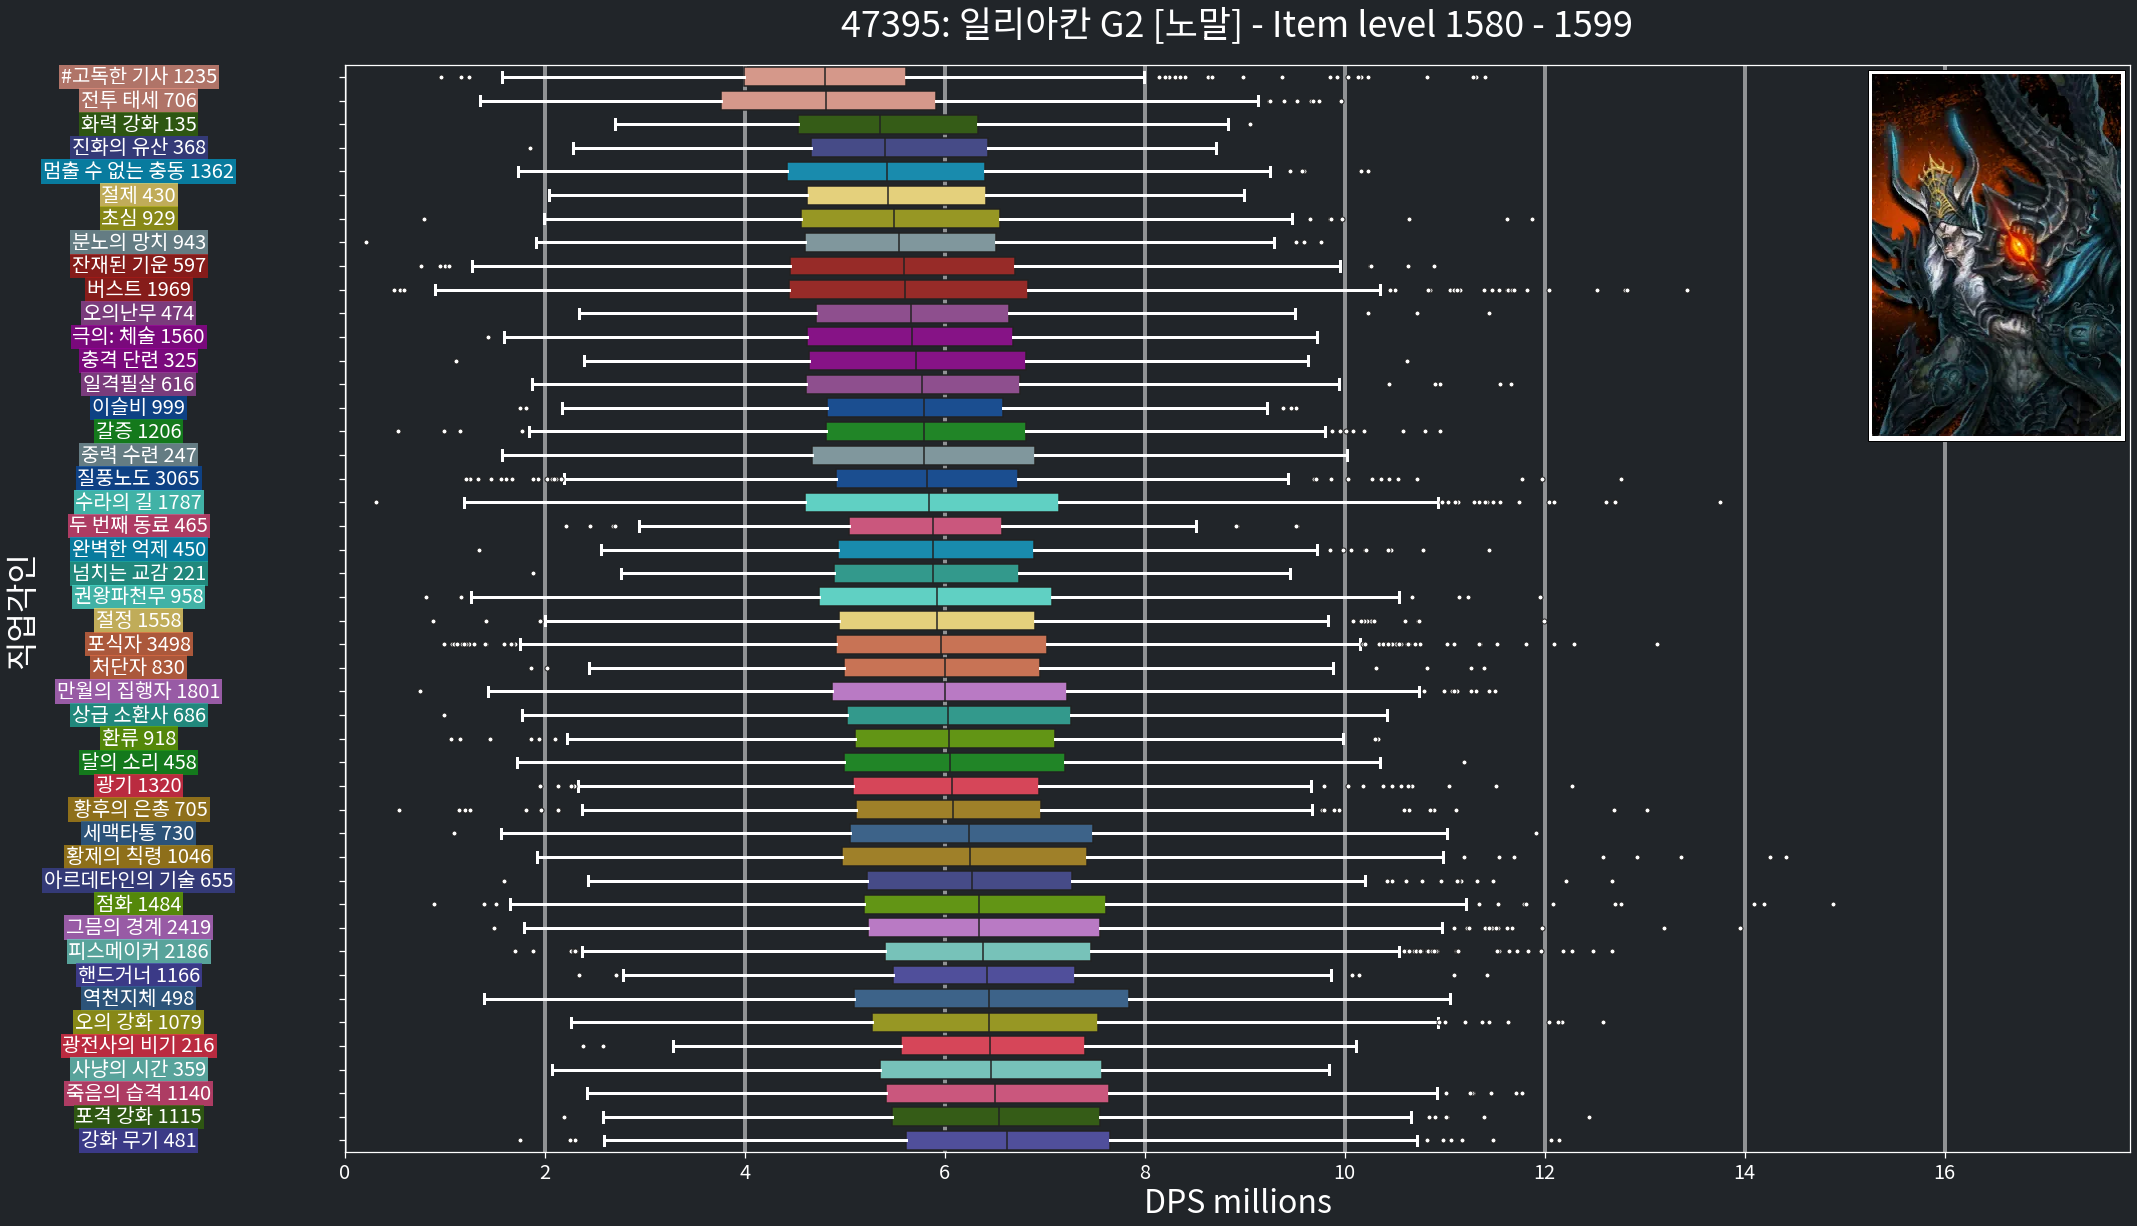 47395: 일리아칸 G2 [노말] - Item level 1580 - 1599
직업각인
#고독한 기사 1235
전투 태세 706
화력 강화 135
진화의 유산 368
멈출 수 없는 충동 1362
절제 430
초심 929
분노의 망치 943
잔재된 기운 597
버스트 1969
오의난무 474
극의: 체술 1560
충격 단련 325
일격필살 616
이슬비 999
갈증 1206
중력 수련 247
질풍노도 3065
수라의 길 1787
두 번째 동료 465
완벽한 억제 450
넘치는 교감 221
권왕파천무 958
절정 1558
포식자 3498
처단자 830
만월의 집행자 1801
상급 소환사 686
환류 918
달의 소리 458
광기 1320
황후의 은총 705
세맥타통 730
황제의 칙령 1046
아르데타인의 기술 655
점화 1484
그믐의 경계 2419
피스메이커 2186
핸드거너 1166
역천지체 498
오의 강화 1079
광전사의 비기 216
사냥의 시간 359
죽음의 습격 1140
포격 강화 1115
강화 무기 481
0 2 4 6 8 10 12 14 16
DPS millions